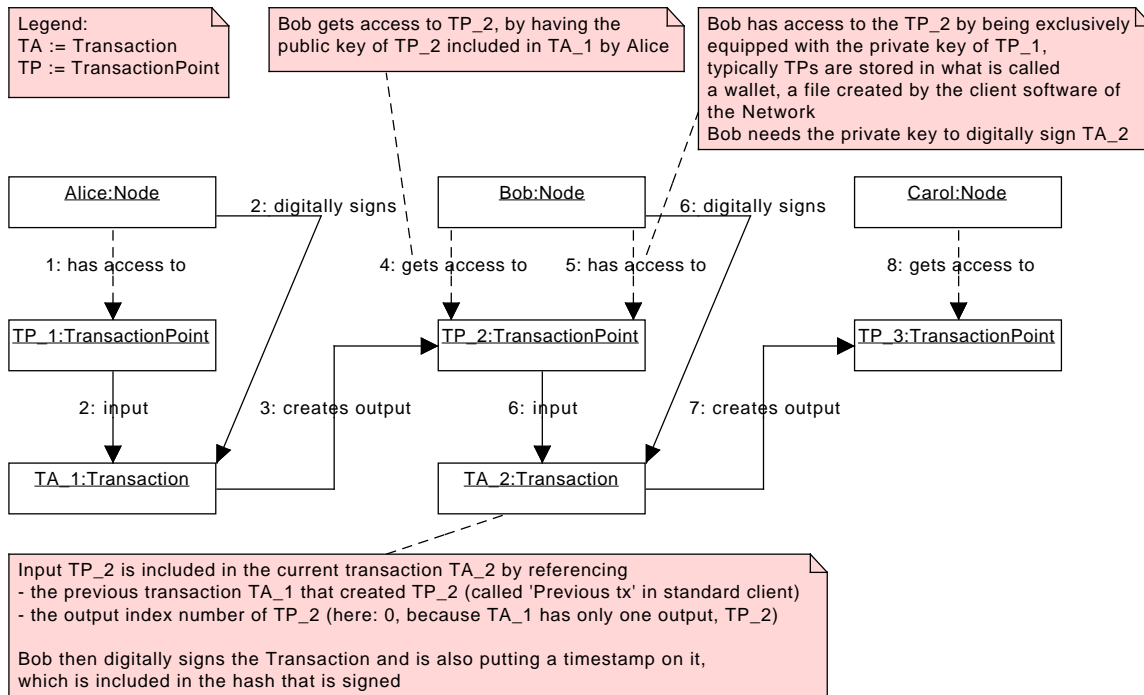 Legend:
TA := Transaction
TP := TransactionPoint
Bob gets access to TP_2, by having the
public key of TP_2 included in TA_1 by Alice
Bob has access to the TP_2 by being exclusively
equipped with the private key of TP_1,
typically TPs are stored in what is called
a wallet, a file created by the client software of
the Network
Bob needs the private key to digitally sign TA_2
Alice:Node
2: digitally signs
Bob:Node
6: digitally signs
Carol:Node
1: has access to
4: gets access to
5: has access to
8: gets access to
TP_1:TransactionPoint
TP_2:TransactionPoint
TP_3:TransactionPoint
2: input
3: creates output
6: input
7: creates output
TA_1:Transaction
TA_2:Transaction
Input TP_2 is included in the current transaction TA_2 by referencing
- the previous transaction TA_1 that created TP_2 (called 'Previous tx' in standard client)
- the output index number of TP_2 (here: 0, because TA_1 has only one output, TP_2)
Bob then digitally signs the Transaction and is also putting a timestamp on it,
which is included in the hash that is signed